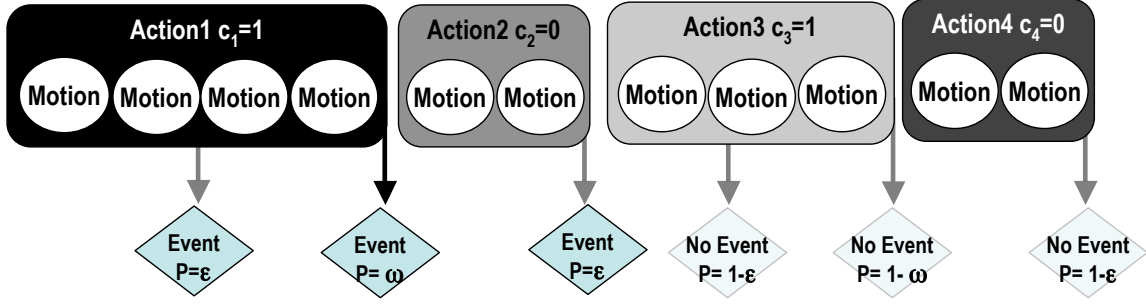 Action1 c₁=1
Motion Motion Motion Motion
Action2 c₂=0
Motion Motion
Action3 c₃=1
Motion Motion Motion
Action4 c₄=0
Motion Motion
Event
P=ε
Event
P= ω
Event
P=ε
No Event
P= 1-ε
No Event
P= 1- ω
No Event
P= 1-ε